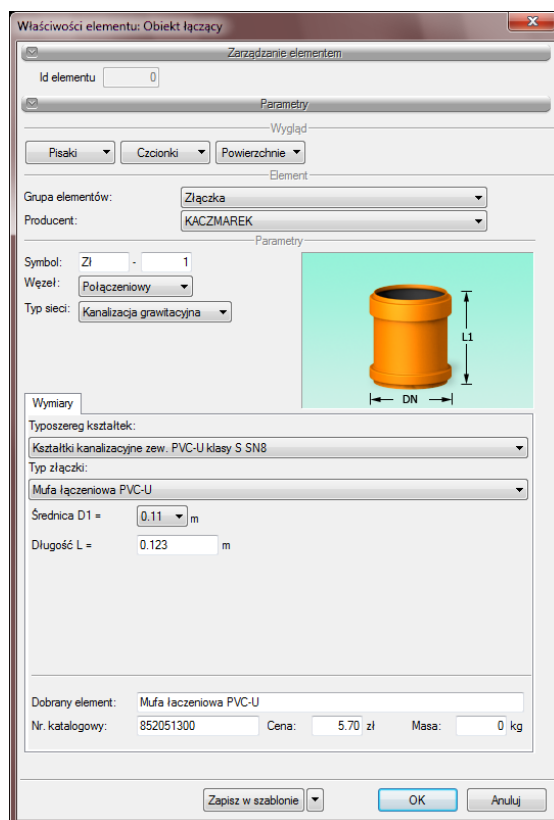 Właściwości elementu: Obiekt łączący
Zarządzanie elementem
Id elementu 0
Parametry
Wygląd
Pisaki Czcionki Powierzchnie
Element
Grupa elementów: Złączka
Producent: KACZMAREK
Parametry
Symbol: Zł - 1
Węzeł: Połączeniowy
Typ sieci: Kanalizacja grawitacyjna
L1
DN
Wymiary
Typoszereg kształtek:
Kształtki kanalizacyjne zew. PVC-U klasy S SN8
Typ złączki:
Mufa łączeniowa PVC-U
Średnica D1 = 0.11 m
Długość L = 0.123 m
Dobrany element: Mufa łaczeniowa PVC-U
Nr. katalogowy: 852051300 Cena: 5.70 zł Masa: 0 kg
Zapisz w szablonie OK Anuluj